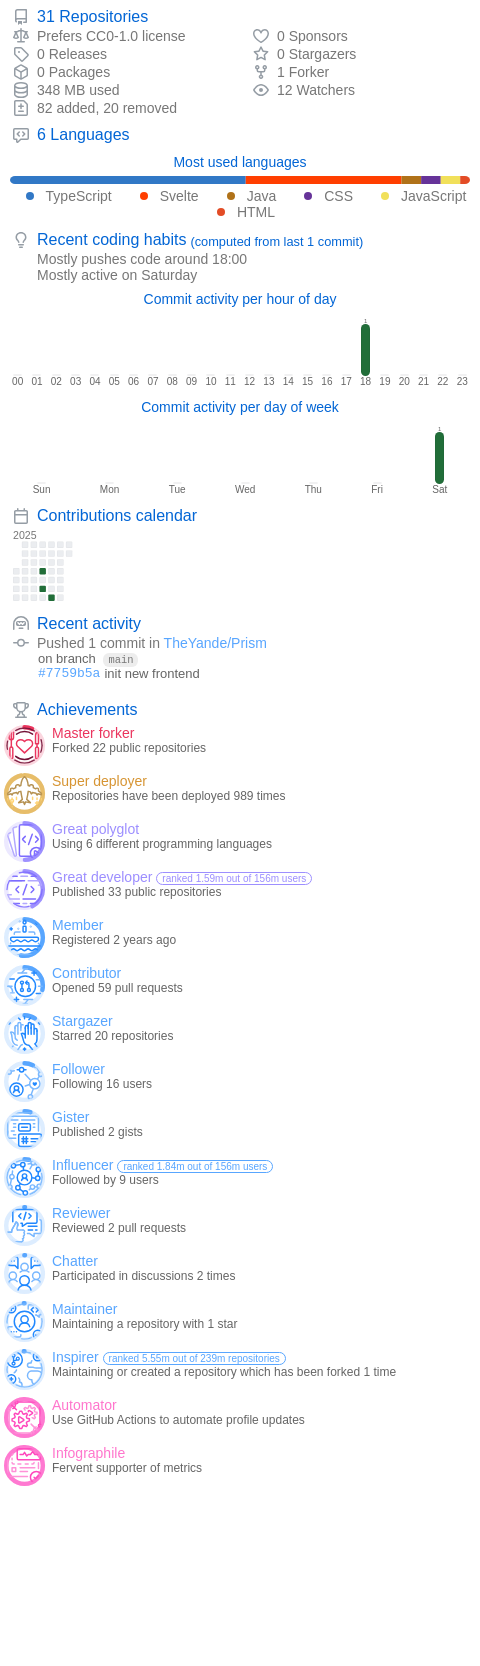 31 Repositories
Prefers CC0-1.0 license
0 Sponsors
0 Releases
0 Stargazers
0 Packages
1 Forker
348 MB used
12 Watchers
82 added, 20 removed
6 Languages
Most used languages
TypeScript Svelte Java CSS JavaScript
HTML
Recent coding habits (computed from last 1 commit)
Mostly pushes code around 18:00
Mostly active on Saturday
Commit activity per hour of day
1
00 01 02 03 04 05 06 07 08 09 10 11 12 13 14 15 16 17 18 19 20 21 22 23
Commit activity per day of week
1
Sun Mon Tue Wed Thu Fri Sat
Contributions calendar
2025
Recent activity
Pushed 1 commit in TheYande/Prism
on branch main
#7759b5a init new frontend
Achievements
Master forker
Forked 22 public repositories
Super deployer
Repositories have been deployed 989 times
Great polyglot
Using 6 different programming languages
Great developer ranked 1.59m out of 156m users
Published 33 public repositories
Member
Registered 2 years ago
Contributor
Opened 59 pull requests
Stargazer
Starred 20 repositories
Follower
Following 16 users
Gister
Published 2 gists
Influencer ranked 1.84m out of 156m users
Followed by 9 users
Reviewer
Reviewed 2 pull requests
Chatter
Participated in discussions 2 times
Maintainer
Maintaining a repository with 1 star
Inspirer ranked 5.55m out of 239m repositories
Maintaining or created a repository which has been forked 1 time
Automator
Use GitHub Actions to automate profile updates
Infographile
Fervent supporter of metrics